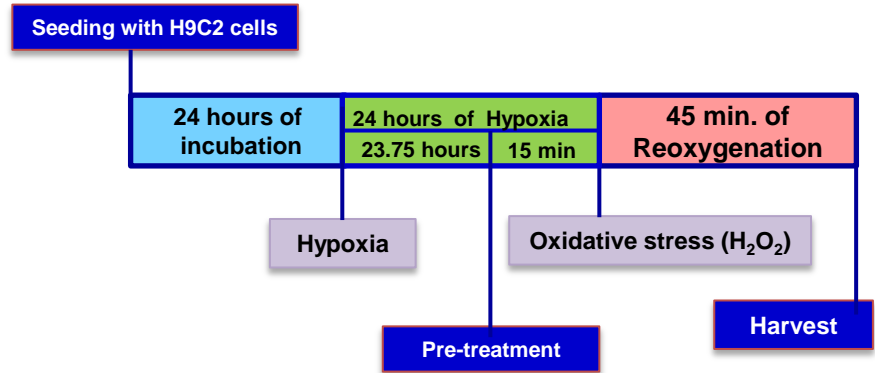 Seeding with H9C2 cells
24 hours of
incubation
24 hours of Hypoxia
23.75 hours
15 min
45 min. of
Reoxygenation
Hypoxia
Oxidative stress (H₂O₂)
Pre-treatment
Harvest